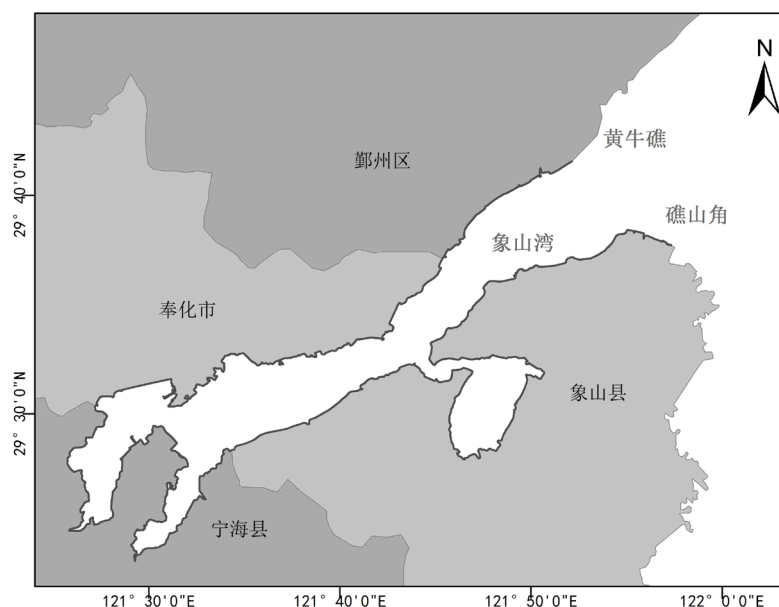 N
黄牛礁
鄞州区
29° 40'0"N
礁山角
象山湾
奉化市
象山县
29° 30'0"N
宁海县
121° 30'0"E
121° 40'0"E
121° 50'0"E
122° 0'0"E